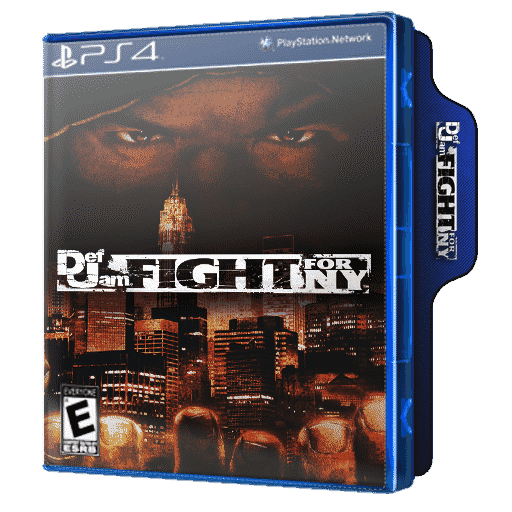 PS4
PlayStation Network
Def Jam FIGHT FOR NY
EVERYONE
E
ESRB
Def Jam FIGHT FOR NY